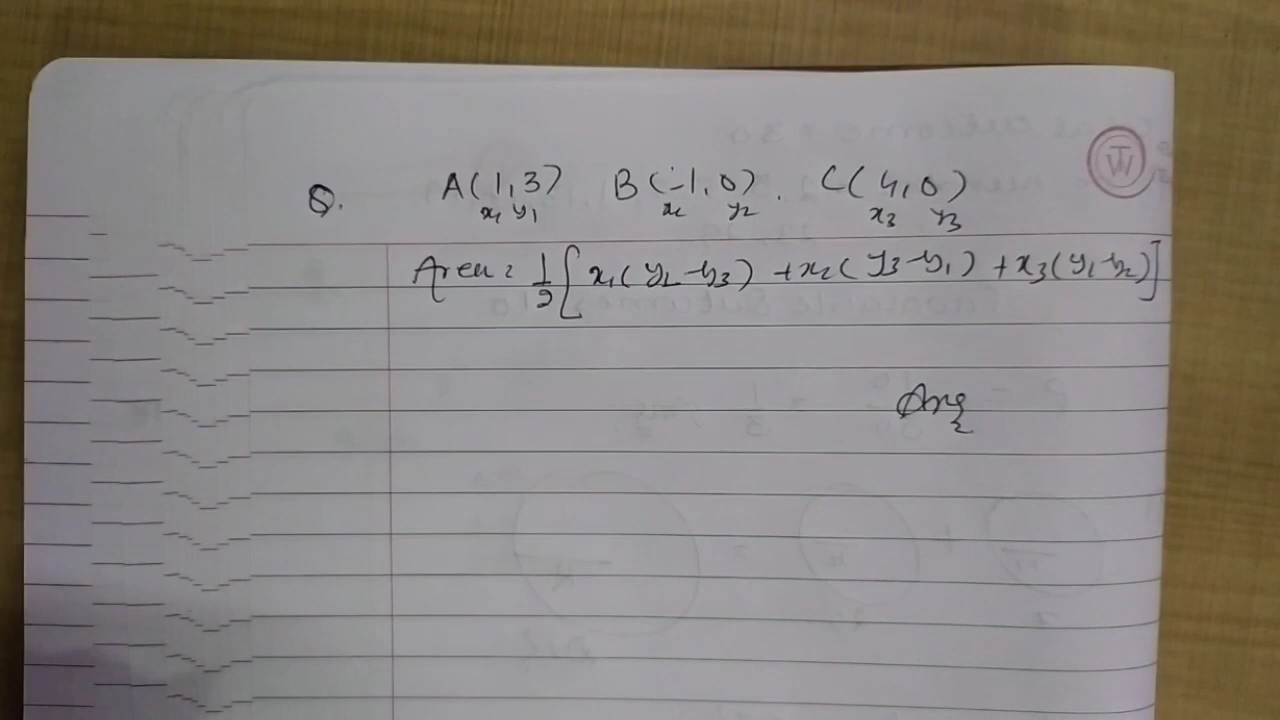 Q. A(1,3) B(-1,0). C(4,0)
x₁ y₁ x₂ y₂ x₃ y₃
Area = 1/2 [x₁(y₂-y₃) +x₂(y₃-y₁) +x₃(y₁-y₂)]
Ans
TW